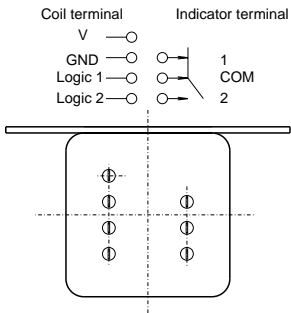 Coil terminal Indicator terminal
V
GND 1
Logic 1 COM
Logic 2 2